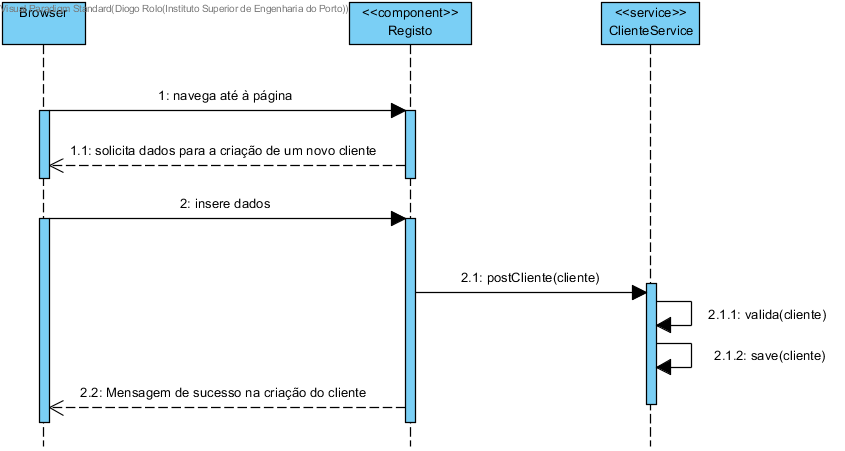 Visual Paradigm Standard(Diogo Rolo(Instituto Superior de Engenharia do Porto))
Browser
<<component>>
Registo
<<service>>
ClienteService
1: navega até à página
1.1: solicita dados para a criação de um novo cliente
2: insere dados
2.1: postCliente(cliente)
2.1.1: valida(cliente)
2.1.2: save(cliente)
2.2: Mensagem de sucesso na criação do cliente